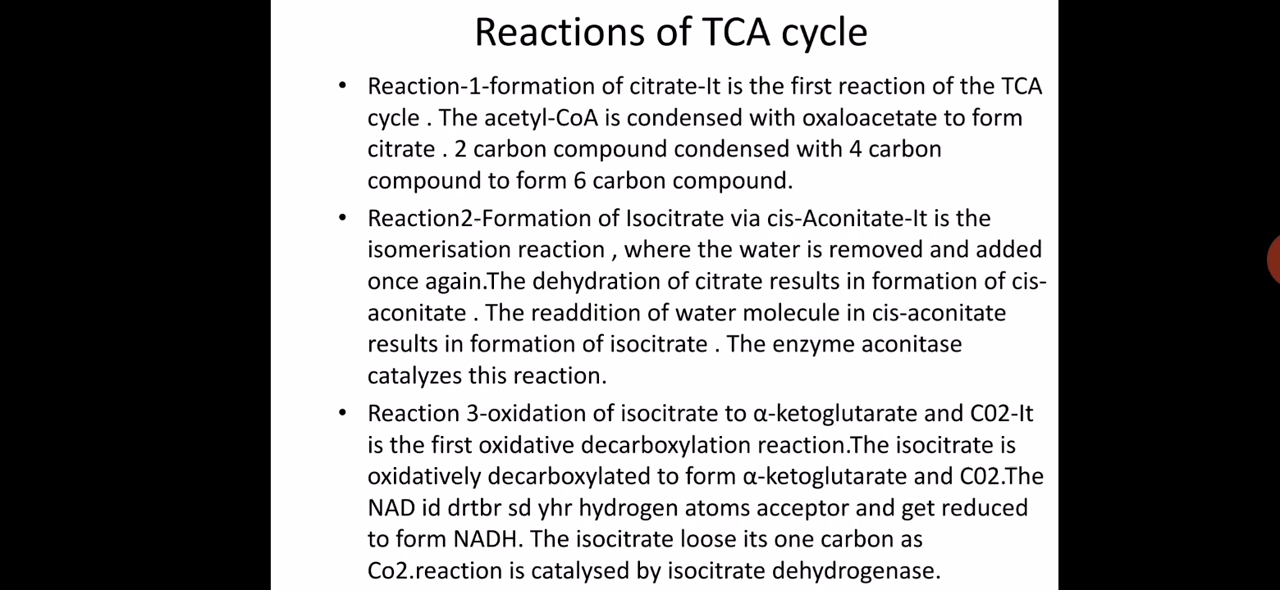 Reactions of TCA cycle
• Reaction-1-formation of citrate-It is the first reaction of the TCA
cycle . The acetyl-CoA is condensed with oxaloacetate to form
citrate . 2 carbon compound condensed with 4 carbon
compound to form 6 carbon compound.
• Reaction2-Formation of Isocitrate via cis-Aconitate-It is the
isomerisation reaction , where the water is removed and added
once again.The dehydration of citrate results in formation of cis-
aconitate . The readdition of water molecule in cis-aconitate
results in formation of isocitrate . The enzyme aconitase
catalyzes this reaction.
• Reaction 3-oxidation of isocitrate to α-ketoglutarate and C02-It
is the first oxidative decarboxylation reaction.The isocitrate is
oxidatively decarboxylated to form α-ketoglutarate and C02.The
NAD id drtbr sd yhr hydrogen atoms acceptor and get reduced
to form NADH. The isocitrate loose its one carbon as
Co2.reaction is catalysed by isocitrate dehydrogenase.